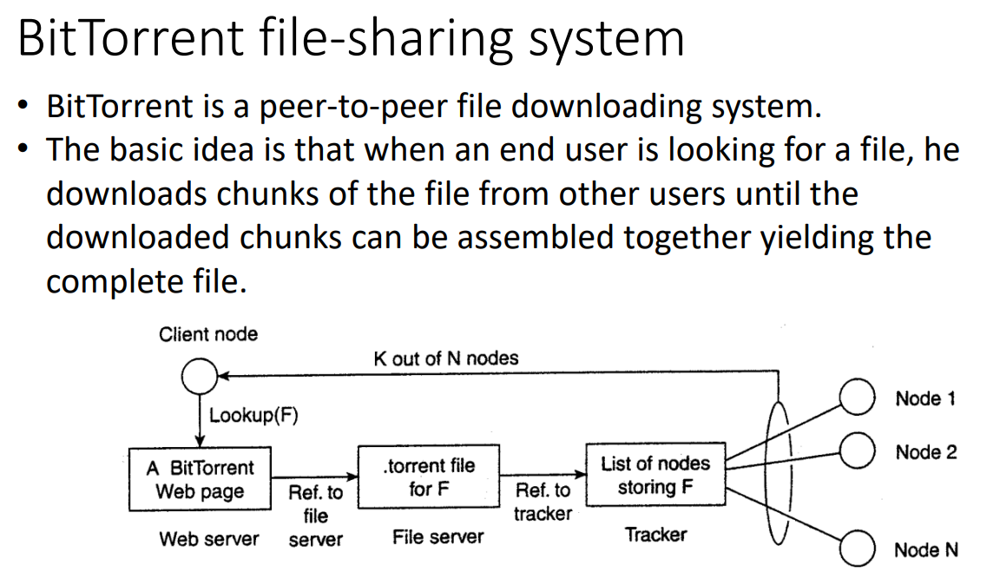 BitTorrent file-sharing system
• BitTorrent is a peer-to-peer file downloading system.
• The basic idea is that when an end user is looking for a file, he
downloads chunks of the file from other users until the
downloaded chunks can be assembled together yielding the
complete file.
Client node
K out of N nodes
Lookup(F)
A BitTorrent
Web page
Web server
Ref. to
file
server
.torrent file
for F
File server
Ref. to
tracker
List of nodes
storing F
Tracker
Node 1
Node 2
Node N